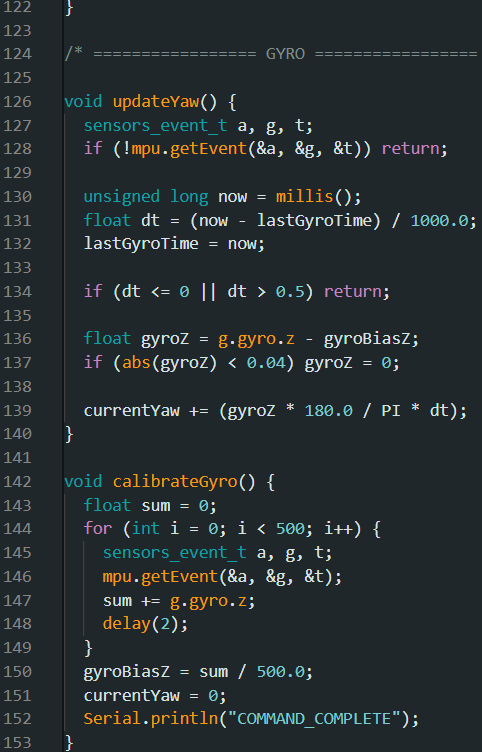 122 }
123
124 /* ================= GYRO =================
125
126 void updateYaw() {
127   sensors_event_t a, g, t;
128   if (!mpu.getEvent(&a, &g, &t)) return;
129
130   unsigned long now = millis();
131   float dt = (now - lastGyroTime) / 1000.0;
132   lastGyroTime = now;
133
134   if (dt <= 0 || dt > 0.5) return;
135
136   float gyroZ = g.gyro.z - gyroBiasZ;
137   if (abs(gyroZ) < 0.04) gyroZ = 0;
138
139   currentYaw += (gyroZ * 180.0 / PI * dt);
140 }
141
142 void calibrateGyro() {
143   float sum = 0;
144   for (int i = 0; i < 500; i++) {
145     sensors_event_t a, g, t;
146     mpu.getEvent(&a, &g, &t);
147     sum += g.gyro.z;
148     delay(2);
149   }
150   gyroBiasZ = sum / 500.0;
151   currentYaw = 0;
152   Serial.println("COMMAND_COMPLETE");
153 }